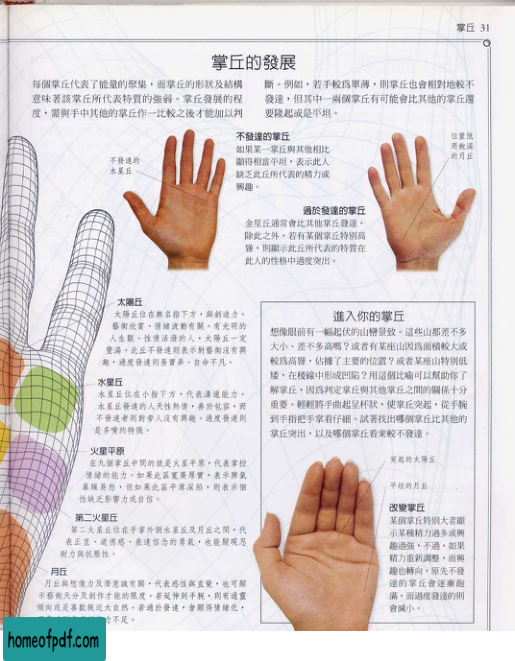 掌丘 31
掌丘的發展
每個掌丘代表了能量的聚集，而掌丘的形狀及結構
意味著該掌丘所代表特質的強弱。掌丘發展的程
度，需與手中其他的掌丘作一比較之後才能加以判
斷。例如，若手較為單薄，則掌丘也會相對地較不
發達，但其中一兩個掌丘有可能會比其他的掌丘還
要隆起或是平坦。
不發達的
水星丘
不發達的掌丘
如果某一掌丘與其他相比
顯得相當平坦，表示此人
缺乏此丘所代表的精力或
興趣。
位置低
而飽滿
的月丘
過於發達的掌丘
金星丘通常會比其他掌丘發達，
除此之外，若有某個掌丘特別高
聳，則顯示此丘所代表的特質在
此人的性格中過度突出。
太陽丘
太陽丘位在無名指下方，與創造力、
藝術欣賞、情緒波動有關。有光明的
人生觀、性情活潑的人，太陽丘一定
豐滿。此丘不發達則表示對藝術沒有興
趣。過度發達則易賣弄、自命不凡。
水星丘
水星丘位在小指下方，代表溝通能力。
水星丘發達的人天性熱情，善於包容。而
不發達者則對旁人沒有興趣。過度發達則
是多嘴的特徵。
火星平原
在九個掌丘中間的就是火星平原，代表掌控
情緒的能力。如果此區寬廣厚實，表示脾氣
暴躁易怒，但如果此區平薄深陷，則表示個
性缺乏影響力或自信。
第二火星丘
第二火星丘位在手掌外側水星丘及月丘之間。代
表正直、道德感、表達信念的勇氣，也能顯現忍
耐力與抗壓性。
月丘
月丘與想像力及潛意識有關，代表感性與直覺，也可顯
示藝術天分及創作才能的限度。若延伸到手腕，則有通靈
傾向或是喜歡親近大自然。若過於發達，會顯得情緒化，
力不足。
進入你的掌丘
想像眼前有一幅起伏的山巒景致。這些山都差不多
大小、差不多高嗎？或者有某座山因為面積較大或
較為高聳，佔據了主要的位置？或者某座山特別低
矮，在稜線中形成凹陷？用這個比喻可以幫助你了
解掌丘，因為判定掌丘與其他掌丘之間的關係十分
重要。輕輕將手曲起呈杯狀，使掌丘突起，從手腕
到手指把手掌看仔細。試著找出哪個掌丘比其他的
掌丘突出，以及哪個掌丘看來較不發達。
突起的太陽丘
平坦的月丘
改變掌丘
某個掌丘特別大者顯
示某種精力過多或興
趣過強，不過，如果
精力重新調整，而興
趣也轉向，原先不發
達的掌丘會逐漸飽
滿，而過度發達的則
會減小。
homeofpdf.com